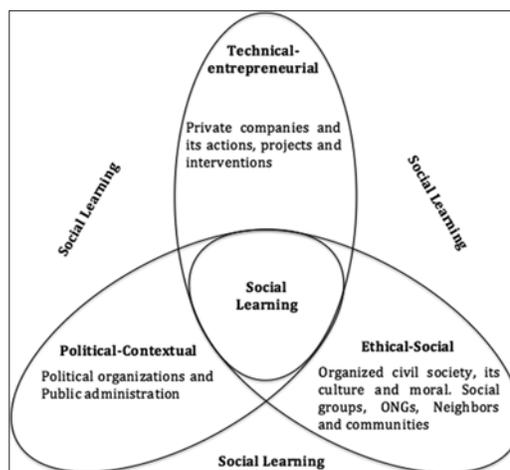 Technical-
entrepreneurial
Private companies and
its actions, projects and
interventions
Social Learning
Social Learning
Social
Learning
Political-Contextual
Political organizations and
Public administration
Ethical-Social
Organized civil society, its
culture and moral. Social
groups, ONGs, Neighbors
and communities
Social Learning